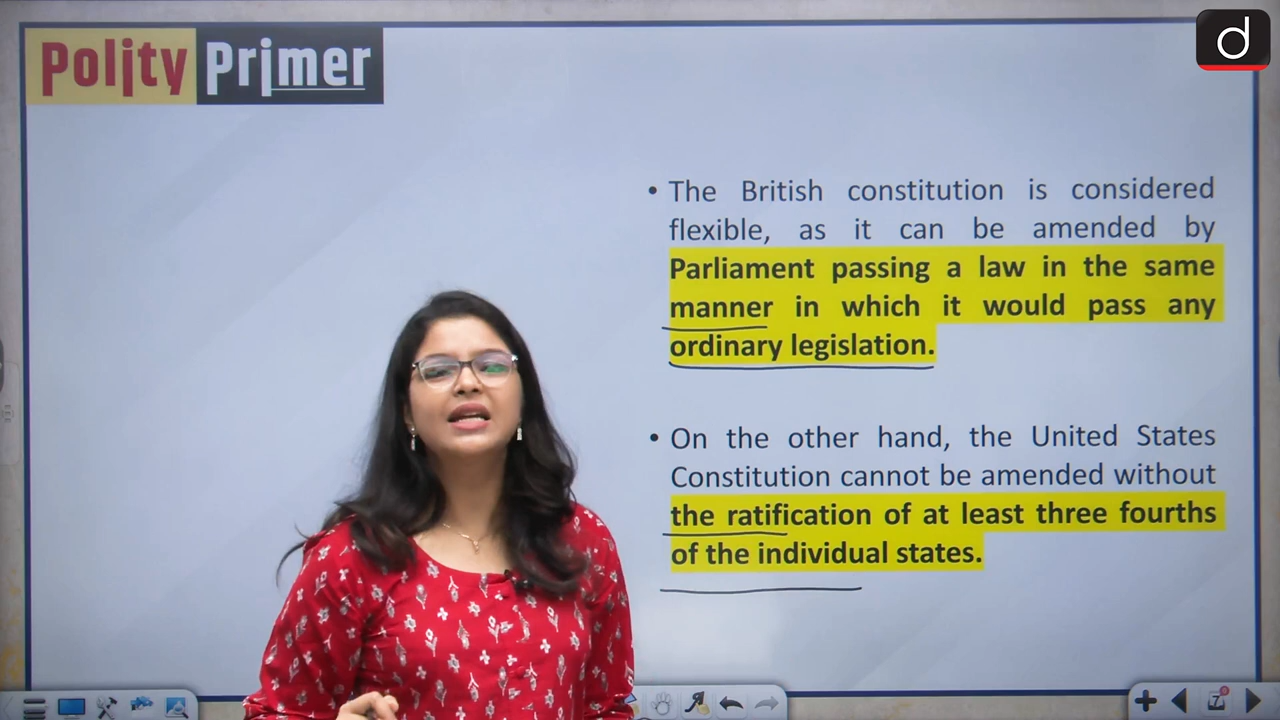 Polity Primer
d
• The British constitution is considered
flexible, as it can be amended by
Parliament passing a law in the same
manner in which it would pass any
ordinary legislation.
• On the other hand, the United States
Constitution cannot be amended without
the ratification of at least three fourths
of the individual states.